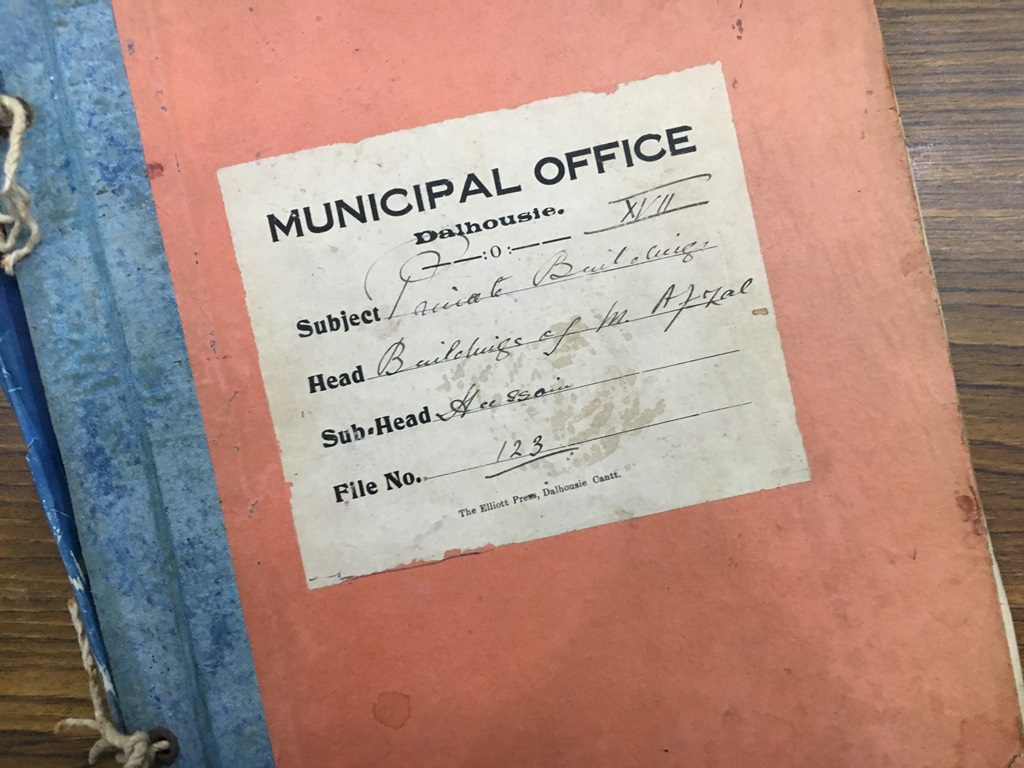 MUNICIPAL OFFICE
Dalhousie.
——:0:—— XVII
Subject Private Buildings
Head Buildings of M. Afzal
Sub-Head Hussain
File No. 123
The Elliott Press, Dalhousie Cantt.